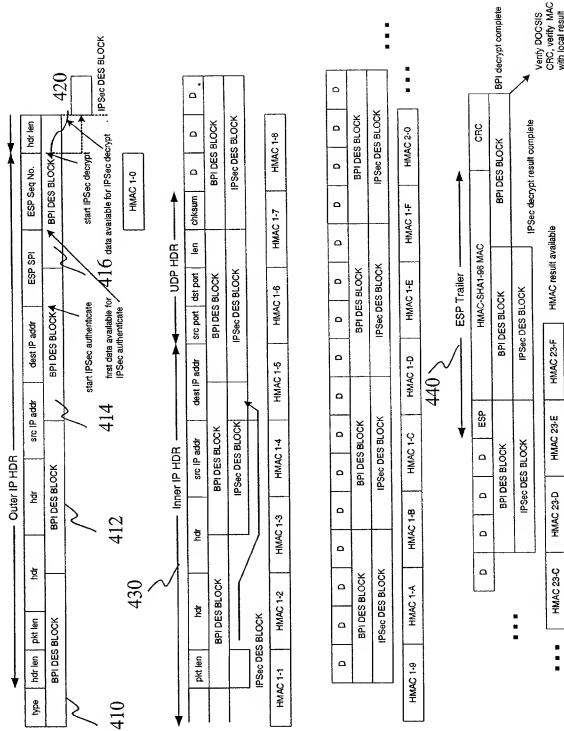 Outer IP HDR
type hdr len pkt len hdr hdr src IP addr dest IP addr ESP SPI ESP Seq No. hdr len
BPI DES BLOCK BPI DES BLOCK BPI DES BLOCK BPI DES BLOCK
410 412 414 416 420
start IPSec authenticate
first data available for
IPSec authenticate
start IPSec decrypt
data available for IPSec decrypt
IPSec DES BLOCK
HMAC 1-0
430
Inner IP HDR UDP HDR
pkt len hdr hdr src IP addr dest IP addr src port dst port len chksum D D D
BPI DES BLOCK BPI DES BLOCK BPI DES BLOCK BPI DES BLOCK
IPSec DES BLOCK IPSec DES BLOCK IPSec DES BLOCK
IPSec DES BLOCK
HMAC 1-1 HMAC 1-2 HMAC 1-3 HMAC 1-4 HMAC 1-5 HMAC 1-6 HMAC 1-7 HMAC 1-8
D D D D D D D D D D D D D D D D
BPI DES BLOCK BPI DES BLOCK BPI DES BLOCK BPI DES BLOCK
IPSec DES BLOCK IPSec DES BLOCK IPSec DES BLOCK IPSec DES BLOCK
HMAC 1-9 HMAC 1-A HMAC 1-B HMAC 1-C HMAC 1-D HMAC 1-E HMAC 1-F HMAC 2-0
440
ESP Trailer
D D D D ESP HMAC-SHA1-96 MAC CRC
BPI DES BLOCK BPI DES BLOCK BPI DES BLOCK
BPI decrypt complete
IPSec DES BLOCK IPSec DES BLOCK
IPSec decrypt result complete
Verify DOCSIS
CRC, verify MAC
with local result
HMAC 23-C HMAC 23-D HMAC 23-E HMAC 23-F
HMAC result available